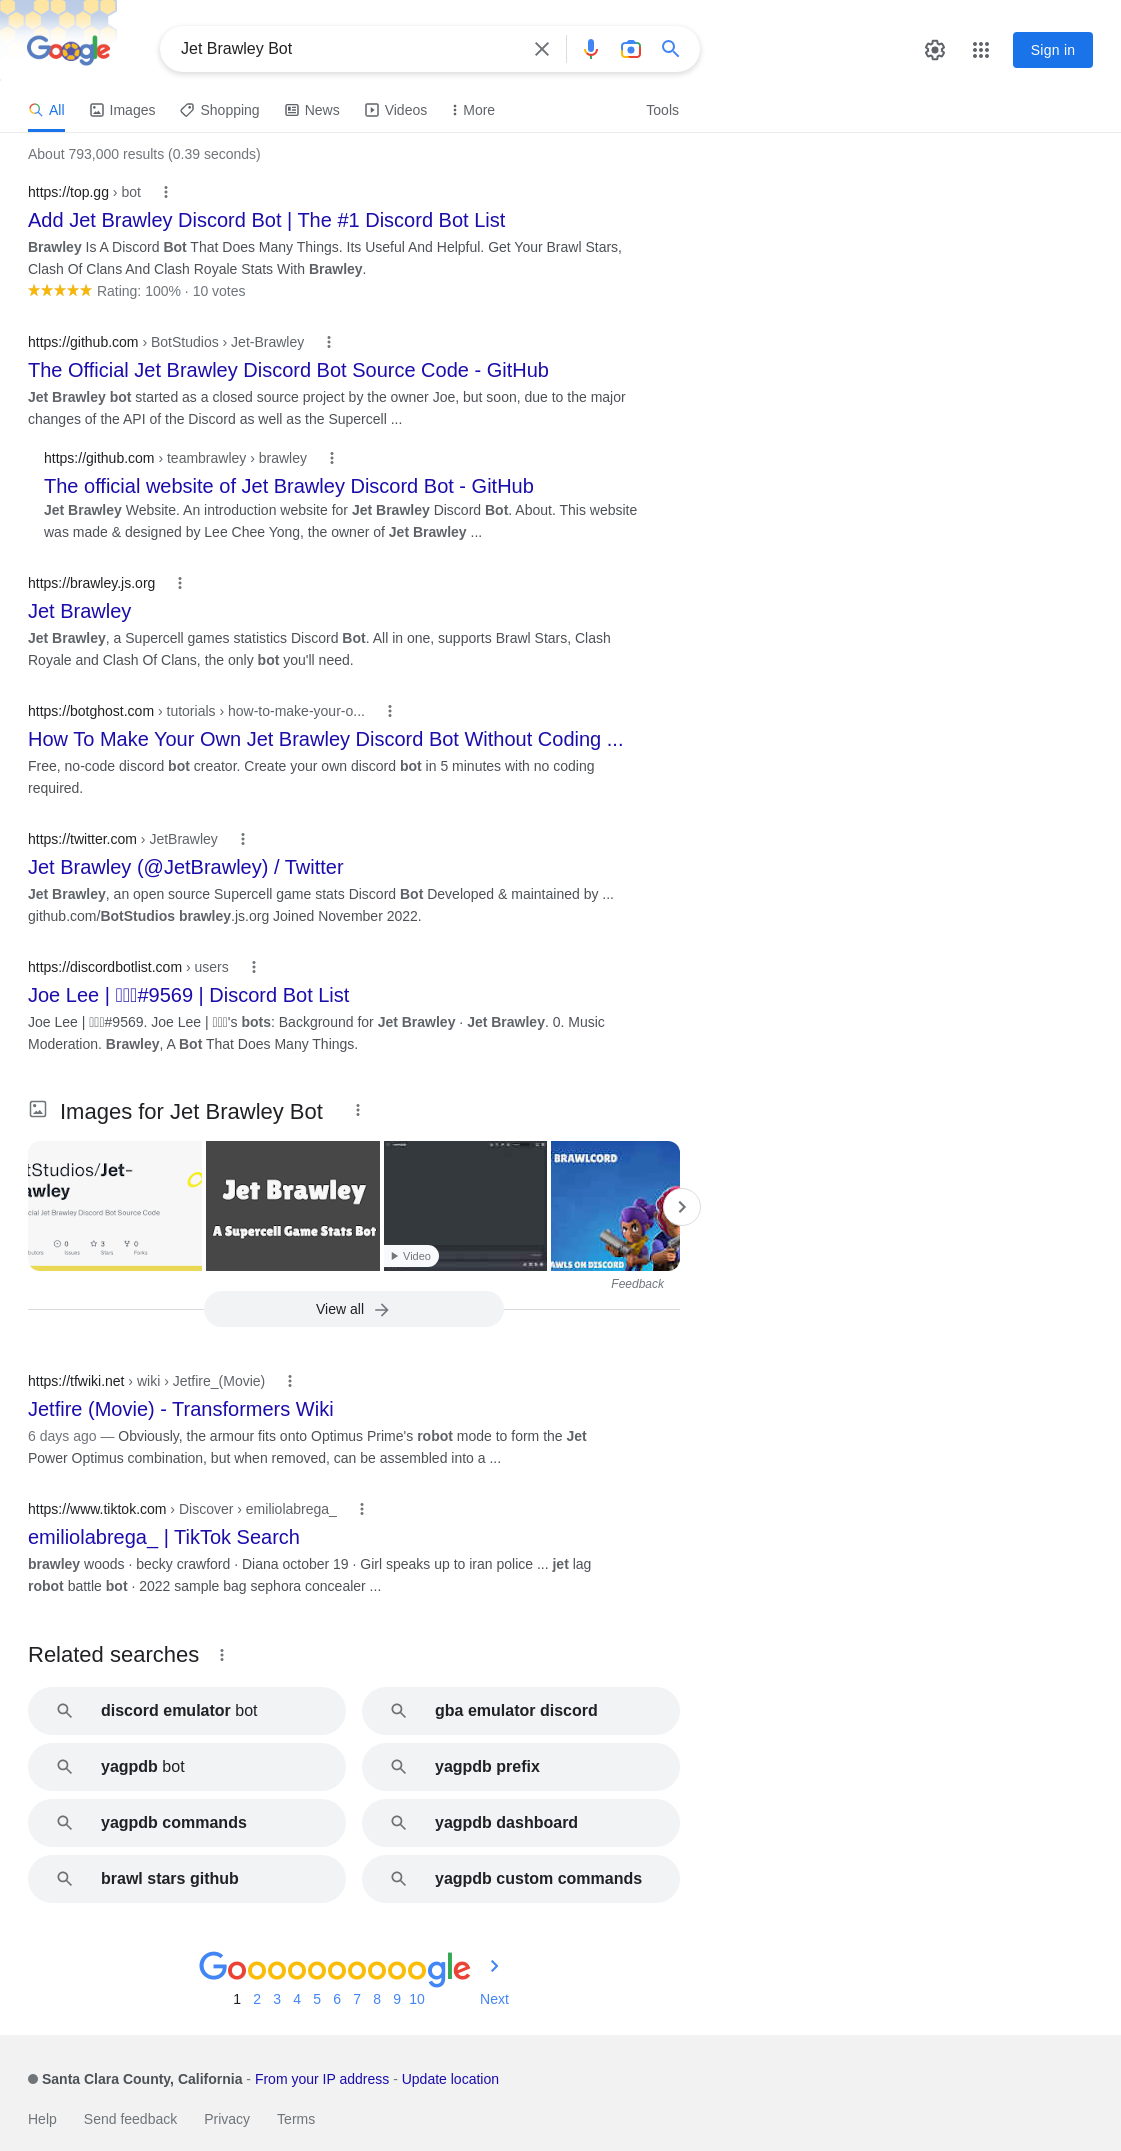 Google
Jet Brawley Bot
Sign in
All
Images
Shopping
News
Videos
More
Tools
About 793,000 results (0.39 seconds)
https://top.gg › bot
Add Jet Brawley Discord Bot | The #1 Discord Bot List
Brawley Is A Discord Bot That Does Many Things. Its Useful And Helpful. Get Your Brawl Stars,
Clash Of Clans And Clash Royale Stats With Brawley.
Rating: 100% · 10 votes
https://github.com › BotStudios › Jet-Brawley
The Official Jet Brawley Discord Bot Source Code - GitHub
Jet Brawley bot started as a closed source project by the owner Joe, but soon, due to the major
changes of the API of the Discord as well as the Supercell ...
https://github.com › teambrawley › brawley
The official website of Jet Brawley Discord Bot - GitHub
Jet Brawley Website. An introduction website for Jet Brawley Discord Bot. About. This website
was made & designed by Lee Chee Yong, the owner of Jet Brawley ...
https://brawley.js.org
Jet Brawley
Jet Brawley, a Supercell games statistics Discord Bot. All in one, supports Brawl Stars, Clash
Royale and Clash Of Clans, the only bot you'll need.
https://botghost.com › tutorials › how-to-make-your-o...
How To Make Your Own Jet Brawley Discord Bot Without Coding ...
Free, no-code discord bot creator. Create your own discord bot in 5 minutes with no coding
required.
https://twitter.com › JetBrawley
Jet Brawley (@JetBrawley) / Twitter
Jet Brawley, an open source Supercell game stats Discord Bot Developed & maintained by ...
github.com/BotStudios brawley.js.org Joined November 2022.
https://discordbotlist.com › users
Joe Lee | #9569 | Discord Bot List
Joe Lee | #9569. Joe Lee | 's bots: Background for Jet Brawley · Jet Brawley. 0. Music
Moderation. Brawley, A Bot That Does Many Things.
Images for Jet Brawley Bot
tStudios/Jet-
awley
cial Jet Brawley Discord Bot Source Code
0
3
0
Issues
Stars
Forks
Jet Brawley
A Supercell Game Stats Bot
Video
BRAWLCORD
AWLS ON DISCORD
Feedback
View all
https://tfwiki.net › wiki › Jetfire_(Movie)
Jetfire (Movie) - Transformers Wiki
6 days ago — Obviously, the armour fits onto Optimus Prime's robot mode to form the Jet
Power Optimus combination, but when removed, can be assembled into a ...
https://www.tiktok.com › Discover › emiliolabrega_
emiliolabrega_ | TikTok Search
brawley woods · becky crawford · Diana october 19 · Girl speaks up to iran police ... jet lag
robot battle bot · 2022 sample bag sephora concealer ...
Related searches
discord emulator bot
gba emulator discord
yagpdb bot
yagpdb prefix
yagpdb commands
yagpdb dashboard
brawl stars github
yagpdb custom commands
Goooooooooogle
1 2 3 4 5 6 7 8 9 10 Next
Santa Clara County, California - From your IP address - Update location
Help
Send feedback
Privacy
Terms